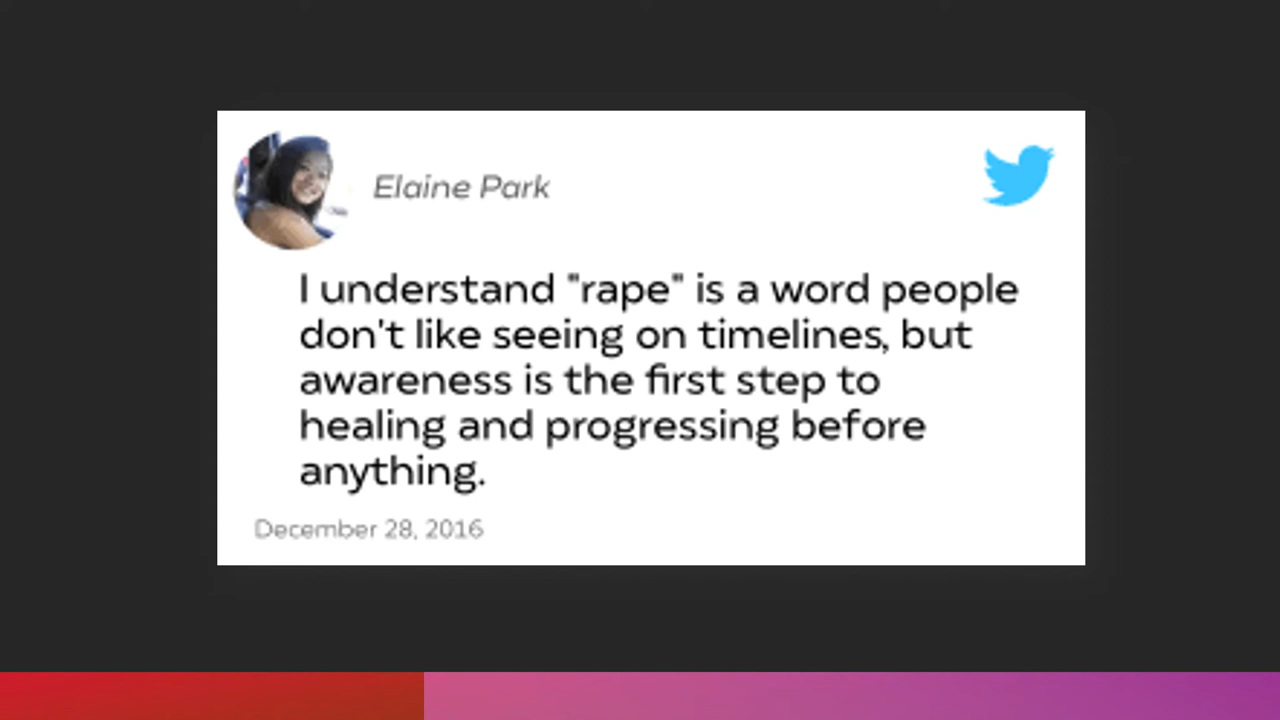 Elaine Park
I understand "rape" is a word people
don't like seeing on timelines, but
awareness is the first step to
healing and progressing before
anything.
December 28, 2016